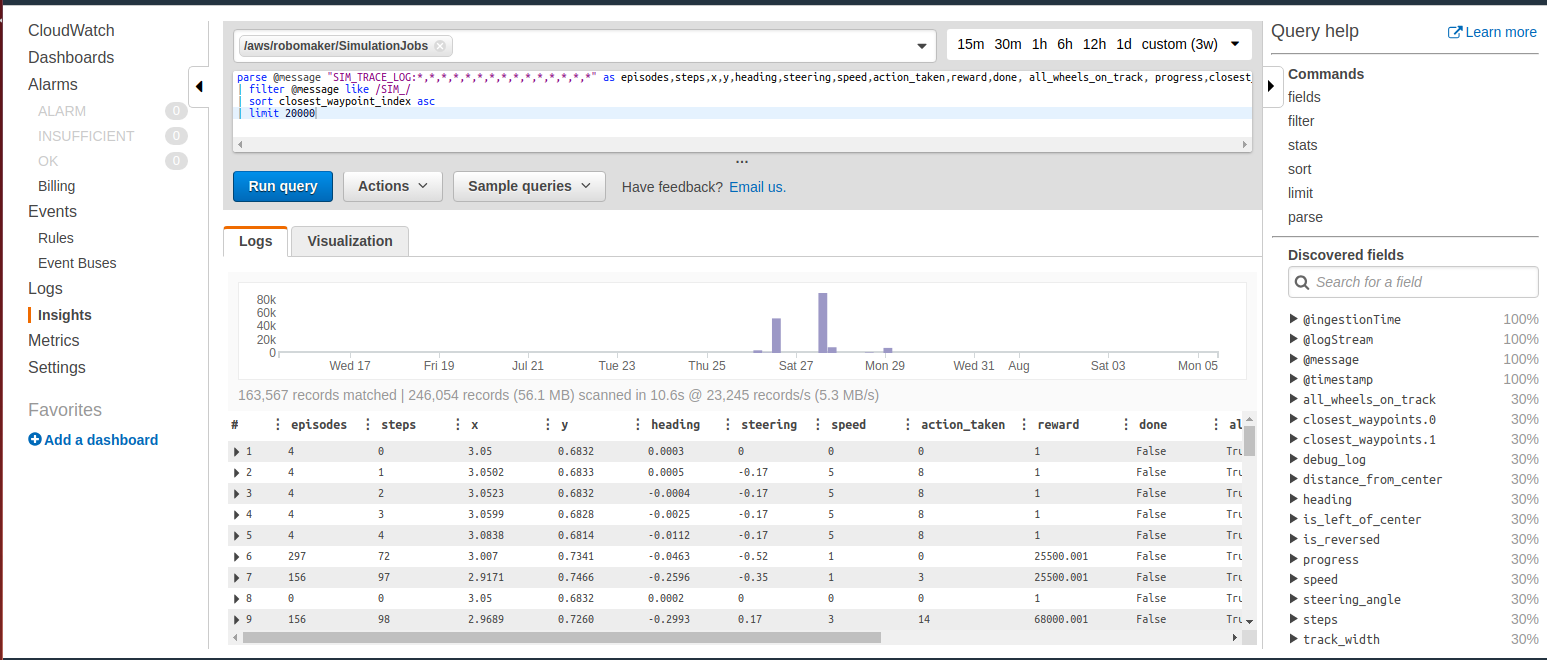 CloudWatch
Dashboards
Alarms
ALARM 0
INSUFFICIENT 0
OK 0
Billing
Events
Rules
Event Buses
Logs
Insights
Metrics
Settings
Favorites
Add a dashboard
/aws/robomaker/SimulationJobs
15m 30m 1h 6h 12h 1d custom (3w)
parse @message "SIM_TRACE_LOG:*,*,*,*,*,*,*,*,*,*,*,*,*,*,*" as episodes,steps,x,y,heading,steering,speed,action_taken,reward,done, all_wheels_on_track, progress,closest_
| filter @message like /SIM_/
| sort closest_waypoint_index asc
| limit 20000
...
Run query Actions Sample queries Have feedback? Email us.
Logs Visualization
80k
60k
40k
20k
0
Wed 17 Fri 19 Jul 21 Tue 23 Thu 25 Sat 27 Mon 29 Wed 31 Aug Sat 03 Mon 05
163,567 records matched | 246,054 records (56.1 MB) scanned in 10.6s @ 23,245 records/s (5.3 MB/s)
# episodes steps x y heading steering speed action_taken reward done al
1 4 0 3.05 0.6832 0.0003 0 0 0 1 False Tru
2 4 1 3.0502 0.6833 0.0005 -0.17 5 8 1 False Tru
3 4 2 3.0523 0.6832 -0.0004 -0.17 5 8 1 False Tru
4 4 3 3.0599 0.6828 -0.0025 -0.17 5 8 1 False Tru
5 4 4 3.0838 0.6814 -0.0112 -0.17 5 8 1 False Tru
6 297 72 3.007 0.7341 -0.0463 -0.52 1 0 25500.001 False Tru
7 156 97 2.9171 0.7466 -0.2596 -0.35 1 3 25500.001 False Tru
8 0 0 3.05 0.6832 0.0002 0 0 0 1 False Tru
9 156 98 2.9689 0.7260 -0.2993 0.17 3 14 68000.001 False Tru
Query help Learn more
Commands
fields
filter
stats
sort
limit
parse
Discovered fields
Search for a field
@ingestionTime 100%
@logStream 100%
@message 100%
@timestamp 100%
all_wheels_on_track 30%
closest_waypoints.0 30%
closest_waypoints.1 30%
debug_log 30%
distance_from_center 30%
heading 30%
is_left_of_center 30%
is_reversed 30%
progress 30%
speed 30%
steering_angle 30%
steps 30%
track_width 30%